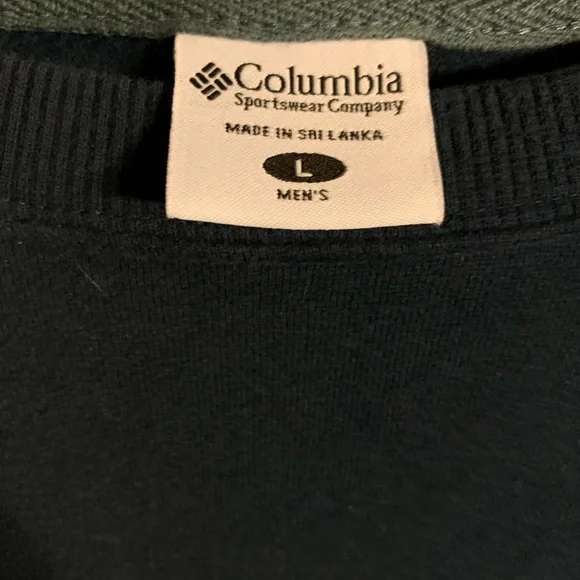 Columbia
Sportswear Company
MADE IN SRI LANKA
L
MEN'S